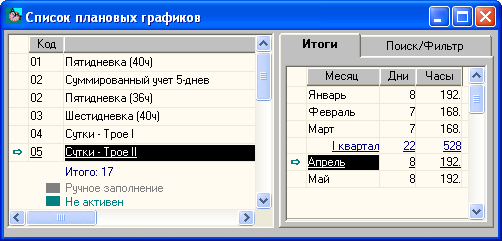 Список плановых графиков
Код
01 Пятидневка (40ч)
02 Суммированный учет 5-днев
02 Пятидневка (36ч)
03 Шестидневка (40ч)
04 Сутки - Трое I
05 Сутки - Трое II
Итого: 17
Ручное заполнение
Не активен
Итоги Поиск/Фильтр
Месяц Дни Часы
Январь 8 192.
Февраль 7 168.
Март 7 168.
I квартал 22 528
Апрель 8 192.
Май 8 192.